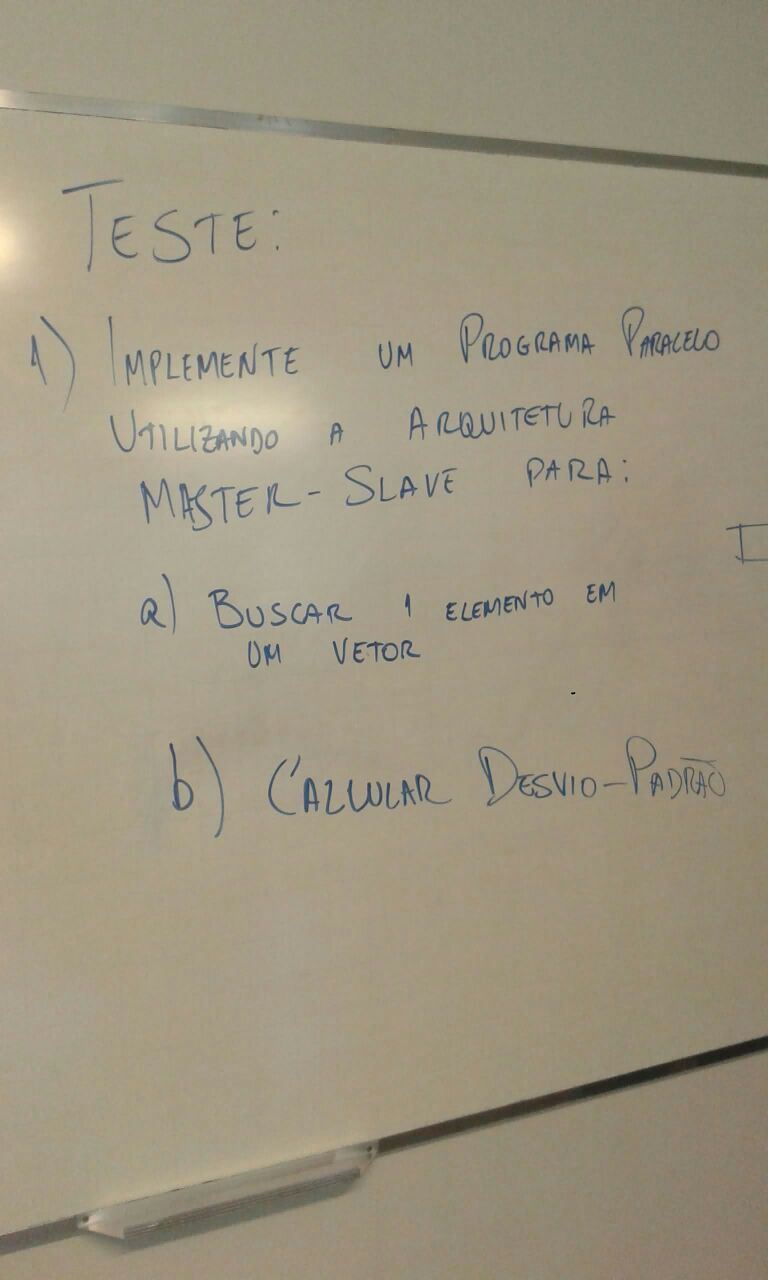 TESTE:
1) IMPLEMENTE UM PROGRAMA PARALELO
UTILIZANDO A ARQUITETURA
MASTER-SLAVE PARA:
a) BUSCAR 1 ELEMENTO EM
UM VETOR
b) CALCULAR DESVIO-PADRÃO